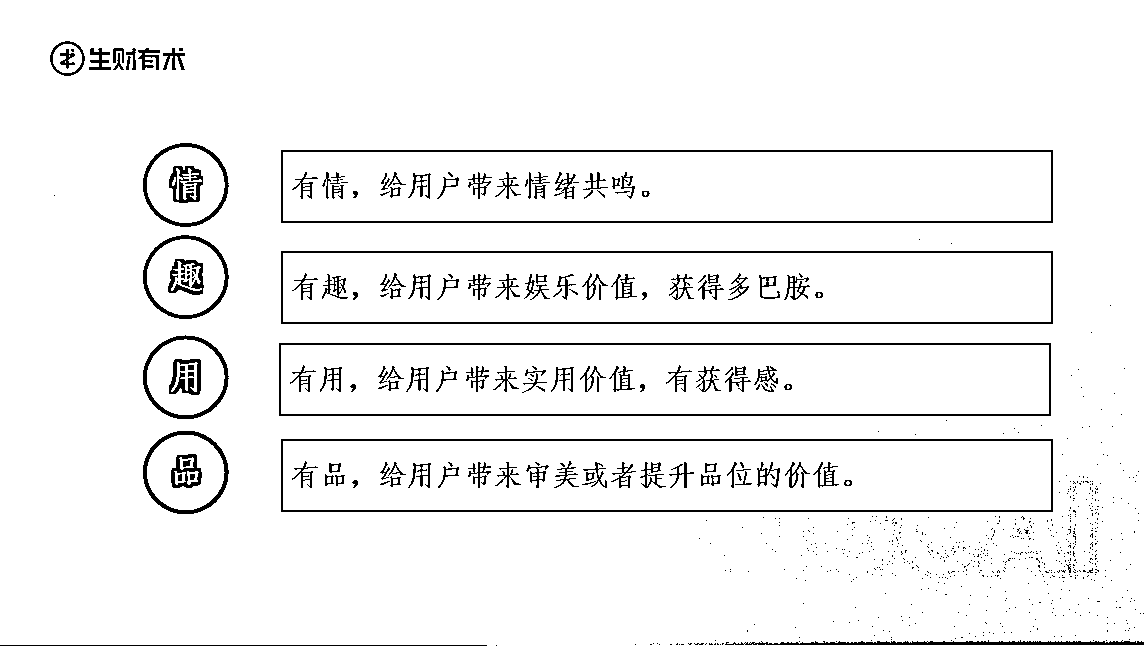 生财有术
情
有情，给用户带来情绪共鸣。
趣
有趣，给用户带来娱乐价值，获得多巴胺。
用
有用，给用户带来实用价值，有获得感。
品
有品，给用户带来审美或者提升品位的价值。